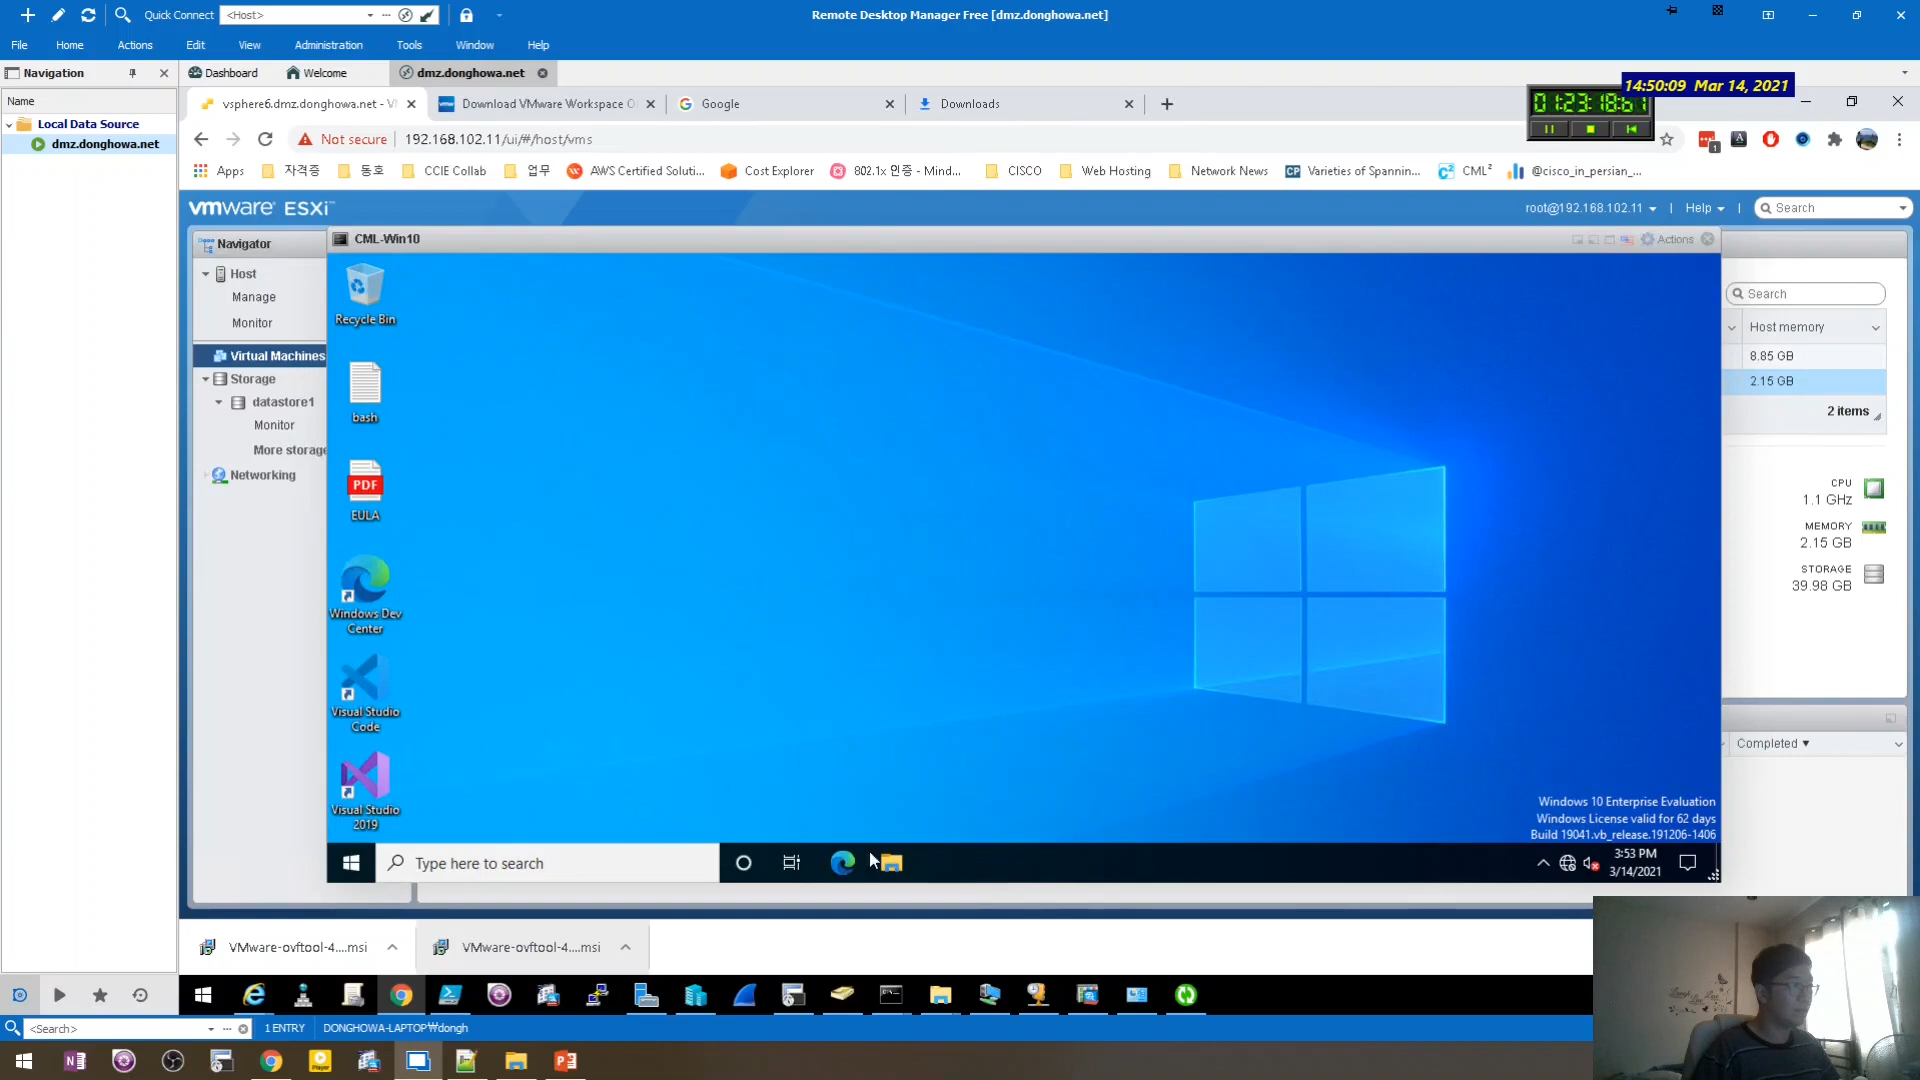 Quick Connect
<Host>
Remote Desktop Manager Free [dmz.donghowa.net]
File Home Actions Edit View Administration Tools Window Help
Navigation
Dashboard
Welcome
dmz.donghowa.net
14:50:09 Mar 14, 2021
Name
Local Data Source
dmz.donghowa.net
vsphere6.dmz.donghowa.net - V
Download VMware Workspace O
Google
Downloads
Not secure
192.168.102.11/ui/#/host/vms
Apps
자격증
동호
CCIE Collab
업무
AWS Certified Soluti...
Cost Explorer
802.1x 인증 - Mind...
CISCO
Web Hosting
Network News
Varieties of Spannin...
CML²
@cisco_in_persian_...
vmware ESXi™
root@192.168.102.11
Help
Search
Navigator
Host
Manage
Monitor
Virtual Machines
Storage
datastore1
Monitor
More storage
Networking
CML-Win10
Actions
Recycle Bin
bash
PDF
EULA
Windows Dev
Center
Visual Studio
Code
Visual Studio
2019
Windows 10 Enterprise Evaluation
Windows License valid for 62 days
Build 19041.vb_release.191206-1406
Type here to search
3:53 PM
3/14/2021
Search
Host memory
8.85 GB
2.15 GB
2 items
CPU
1.1 GHz
MEMORY
2.15 GB
STORAGE
39.98 GB
Completed ▼
VMware-ovftool-4....msi
VMware-ovftool-4....msi
<Search>
1 ENTRY
DONGHOWA-LAPTOP₩dongh